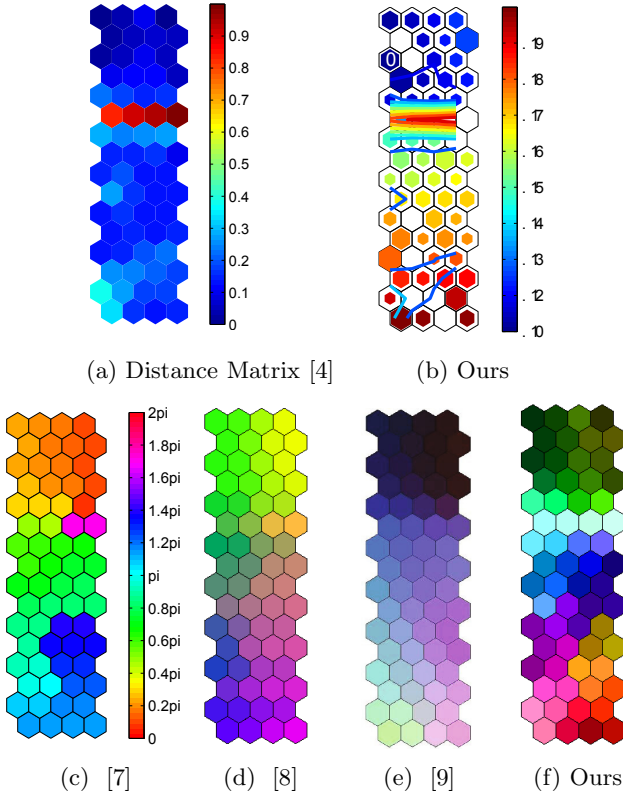 0.9
0.8
0.7
0.6
0.5
0.4
0.3
0.2
0.1
0
0
. 19
. 18
. 17
. 16
. 15
. 14
. 13
. 12
. 10
(a) Distance Matrix [4]
(b) Ours
2pi
1.8pi
1.6pi
1.4pi
1.2pi
pi
0.8pi
0.6pi
0.4pi
0.2pi
0
(c) [7]
(d) [8]
(e) [9]
(f) Ours